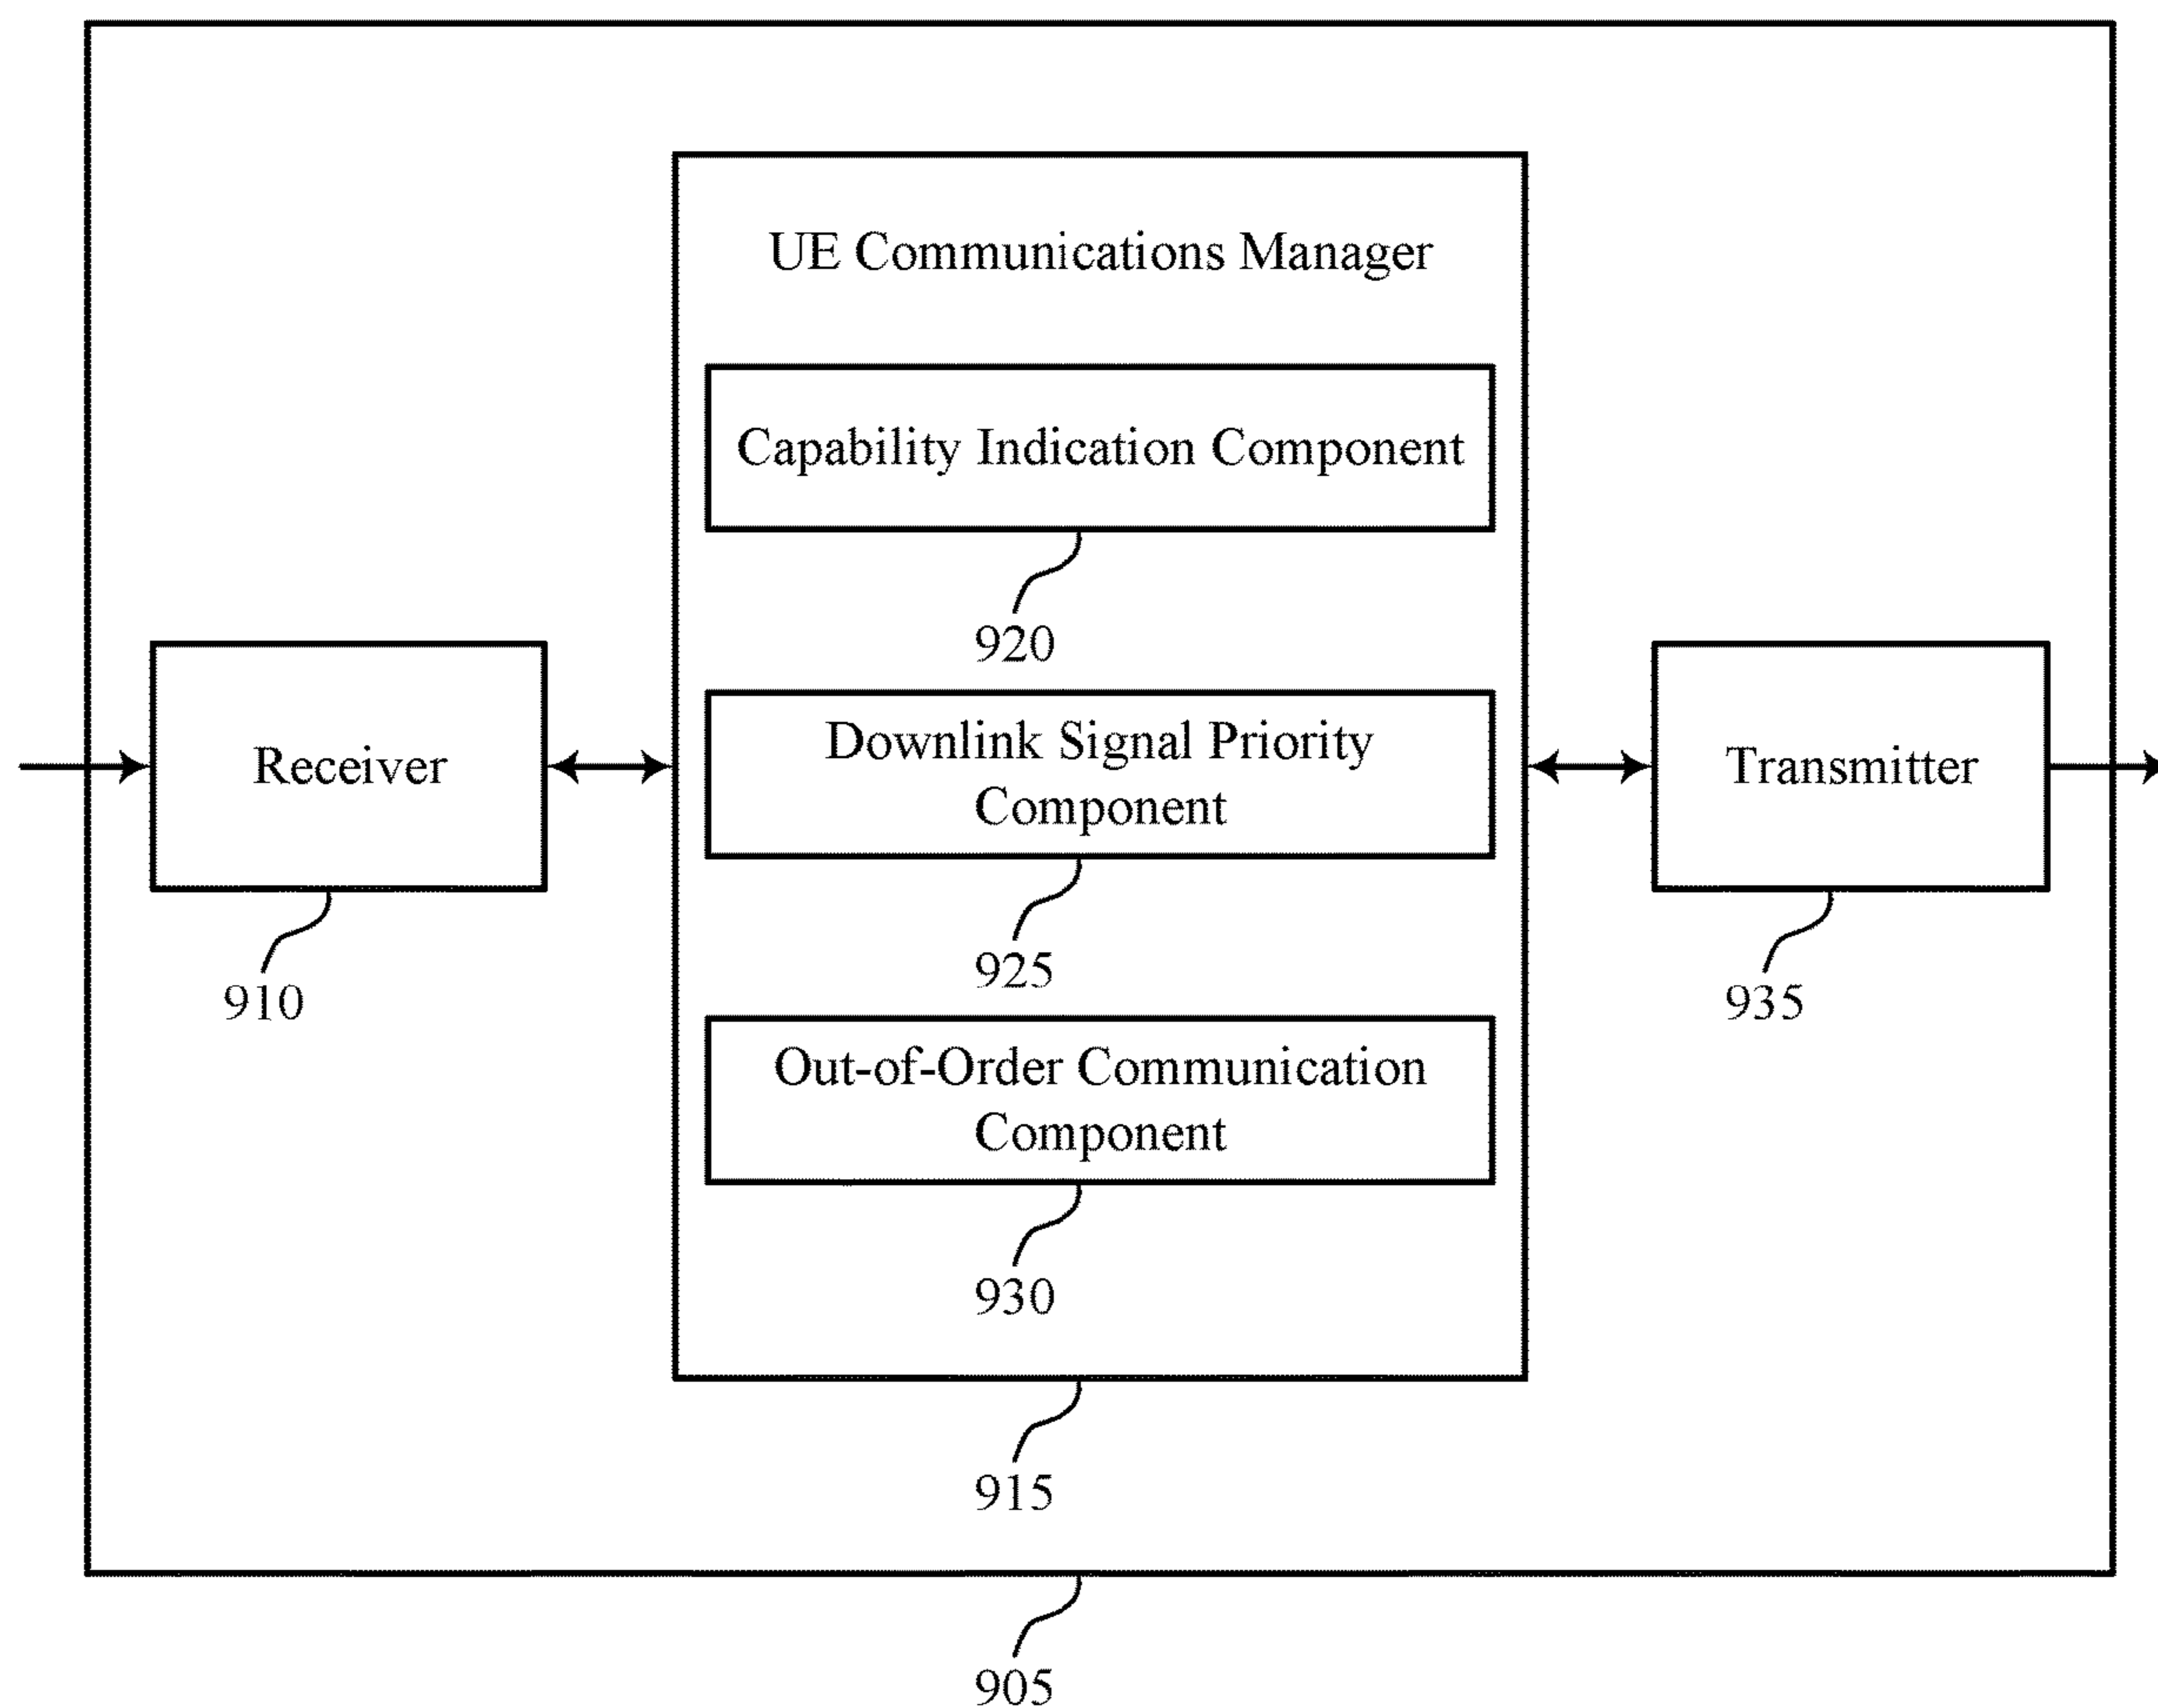 UE Communications Manager
Capability Indication Component
920
Receiver
910
Downlink Signal Priority
Component
925
Transmitter
935
Out-of-Order Communication
Component
930
915
905